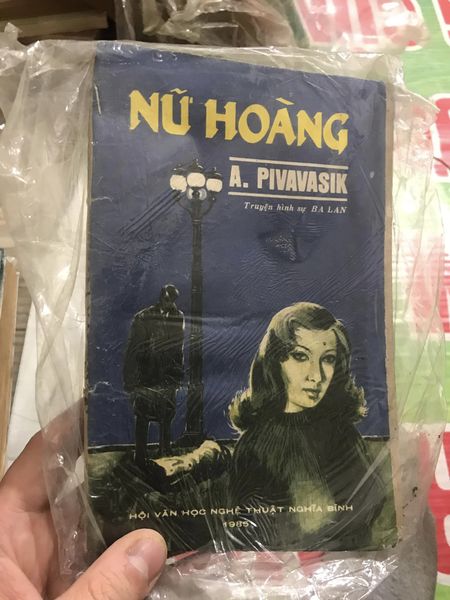 NỮ HOÀNG
A. PIVAVASIK
Truyện hình sự BA LAN
HỘI VĂN HỌC NGHỆ THUẬT NGHĨA BÌNH
1985